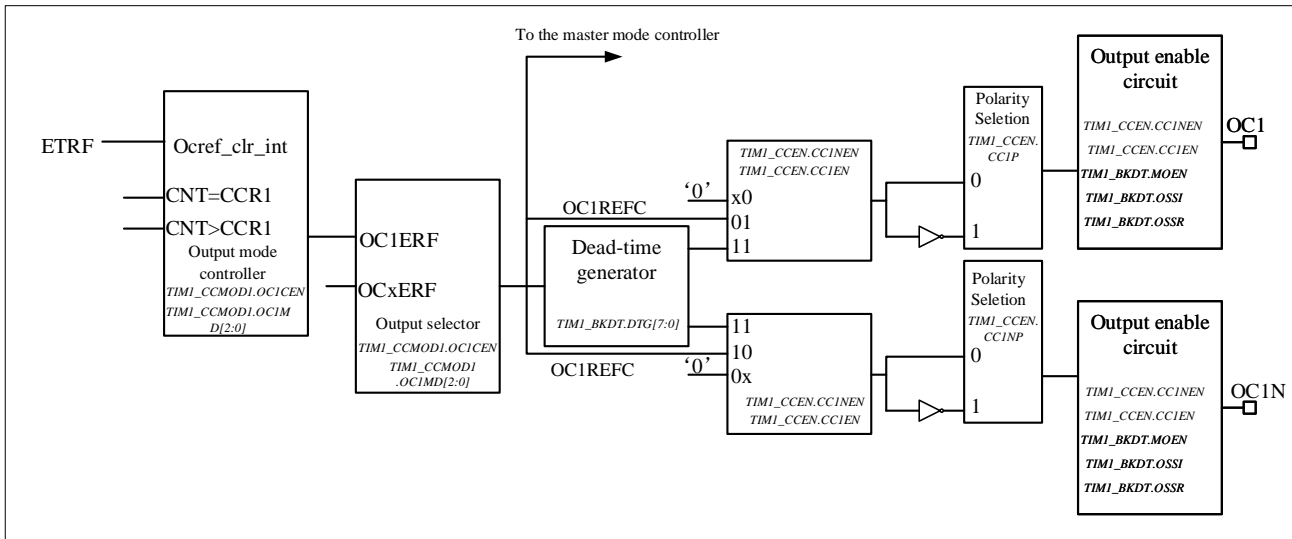 To the master mode controller
ETRF
Ocref_clr_int
CNT=CCR1
CNT>CCR1
Output mode
controller
TIM1_CCMOD1.OC1CEN
TIM1_CCMOD1.OC1M
D[2:0]
OC1ERF
OCxERF
Output selector
TIM1_CCMOD1.OC1CEN
TIM1_CCMOD1
.OC1MD[2:0]
OC1REFC
Dead-time
generator
TIM1_BKDT.DTG[7:0]
OC1REFC
TIM1_CCEN.CC1NEN
TIM1_CCEN.CC1EN
‘0’
x0
01
11
11
10
‘0’
0x
TIM1_CCEN.CC1NEN
TIM1_CCEN.CC1EN
Polarity
Seletion
TIM1_CCEN.
CC1P
0
1
Polarity
Seletion
TIM1_CCEN.
CC1NP
0
1
Output enable
circuit
TIM1_CCEN.CC1NEN
TIM1_CCEN.CC1EN
TIM1_BKDT.MOEN
TIM1_BKDT.OSSI
TIM1_BKDT.OSSR
OC1
Output enable
circuit
TIM1_CCEN.CC1NEN
TIM1_CCEN.CC1EN
TIM1_BKDT.MOEN
TIM1_BKDT.OSSI
TIM1_BKDT.OSSR
OC1N